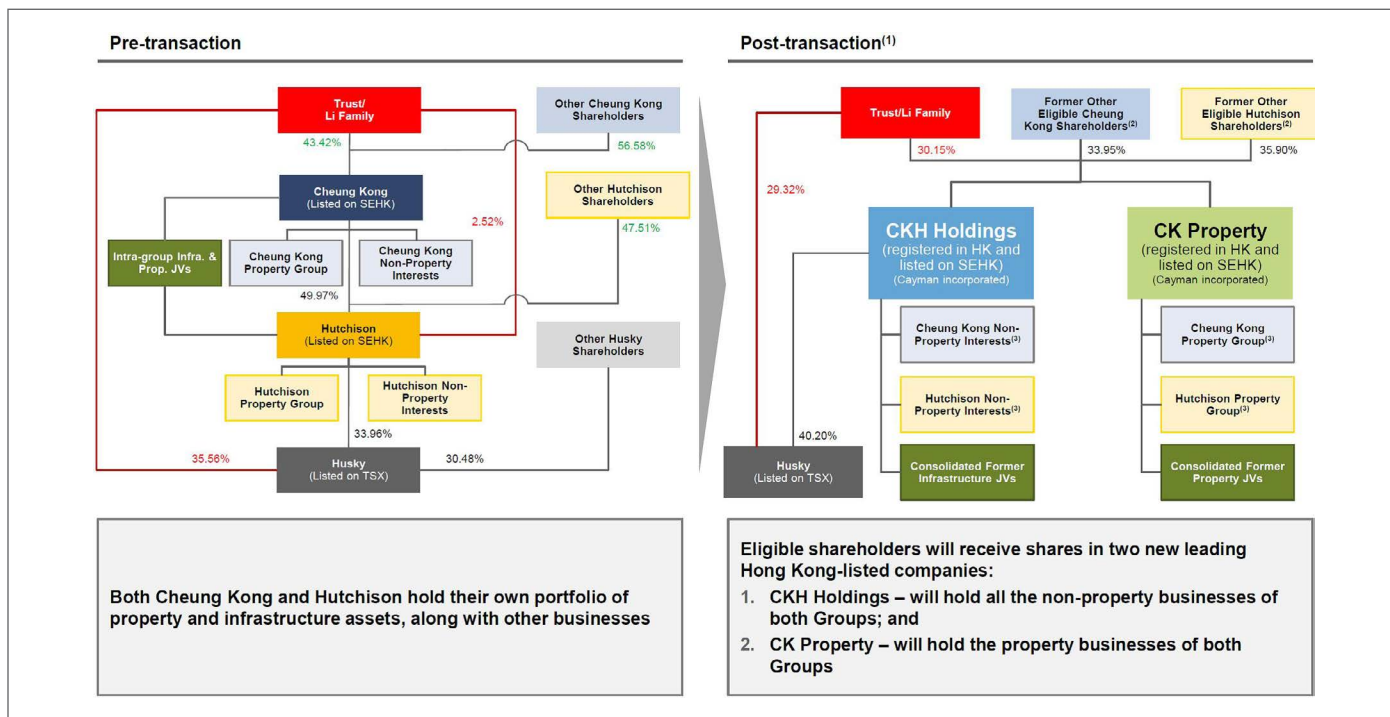 Pre-transaction
Trust/
Li Family
Other Cheung Kong
Shareholders
43.42%
56.58%
Cheung Kong
(Listed on SEHK)
Other Hutchison
Shareholders
2.52%
47.51%
Intra-group Infra. &
Prop. JVs
Cheung Kong
Property Group
Cheung Kong
Non-Property
Interests
49.97%
Hutchison
(Listed on SEHK)
Other Husky
Shareholders
Hutchison
Property Group
Hutchison Non-
Property
Interests
33.96%
35.56%
Husky
(Listed on TSX)
30.48%
Both Cheung Kong and Hutchison hold their own portfolio of
property and infrastructure assets, along with other businesses
Post-transaction(1)
Trust/Li Family
Former Other
Eligible Cheung
Kong Shareholders(2)
Former Other
Eligible Hutchison
Shareholders(2)
30.15%
33.95%
35.90%
29.32%
CKH Holdings
(registered in HK and
listed on SEHK)
(Cayman incorporated)
CK Property
(registered in HK and
listed on SEHK)
(Cayman incorporated)
Cheung Kong Non-
Property Interests(3)
Cheung Kong
Property Group(3)
Hutchison Non-
Property Interests(3)
Hutchison Property
Group(3)
40.20%
Husky
(Listed on TSX)
Consolidated Former
Infrastructure JVs
Consolidated Former
Property JVs
Eligible shareholders will receive shares in two new leading
Hong Kong-listed companies:
1. CKH Holdings – will hold all the non-property businesses of
both Groups; and
2. CK Property – will hold the property businesses of both
Groups